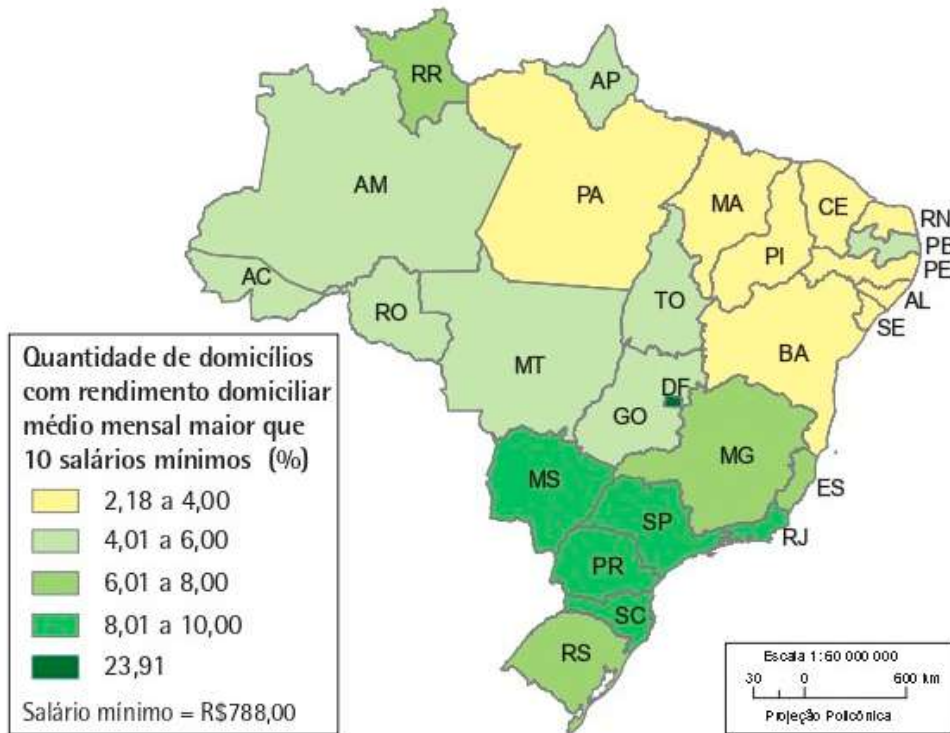 RR
AP
AM
PA
MA
CE
RN
PB
PE
AL
SE
PI
AC
RO
TO
BA
MT
DF
GO
MG
ES
MS
SP
RJ
PR
SC
RS
Quantidade de domicílios
com rendimento domiciliar
médio mensal maior que
10 salários mínimos (%)
2,18 a 4,00
4,01 a 6,00
6,01 a 8,00
8,01 a 10,00
23,91
Salário mínimo = R$788,00
Escala 1:60 000 000
30 0 600 km
Projeção Policônica